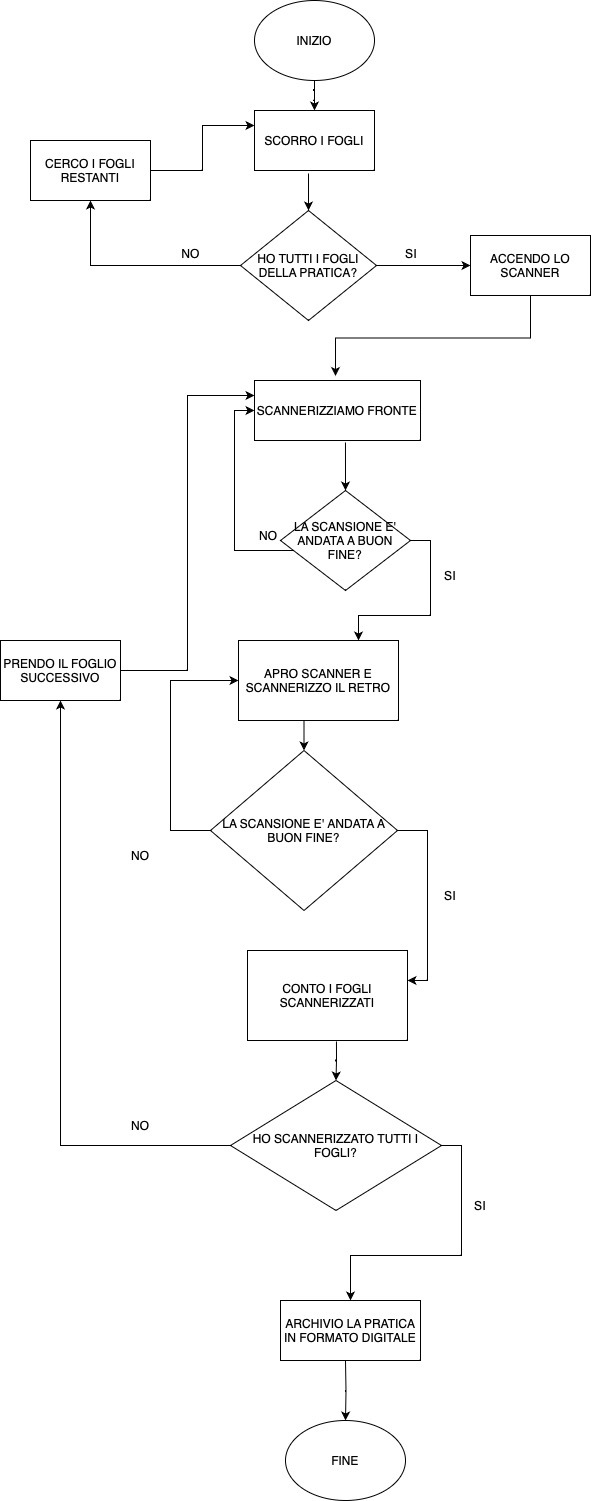 INIZIO
SCORRO I FOGLI
CERCO I FOGLI
RESTANTI
NO
HO TUTTI I FOGLI
DELLA PRATICA?
SI
ACCENDO LO
SCANNER
SCANNERIZZIAMO FRONTE
NO
LA SCANSIONE E'
ANDATA A BUON
FINE?
SI
PRENDO IL FOGLIO
SUCCESSIVO
APRO SCANNER E
SCANNERIZZO IL RETRO
LA SCANSIONE E' ANDATA A
BUON FINE?
NO
SI
CONTO I FOGLI
SCANNERIZZATI
NO
HO SCANNERIZZATO TUTTI I
FOGLI?
SI
ARCHIVIO LA PRATICA
IN FORMATO DIGITALE
FINE